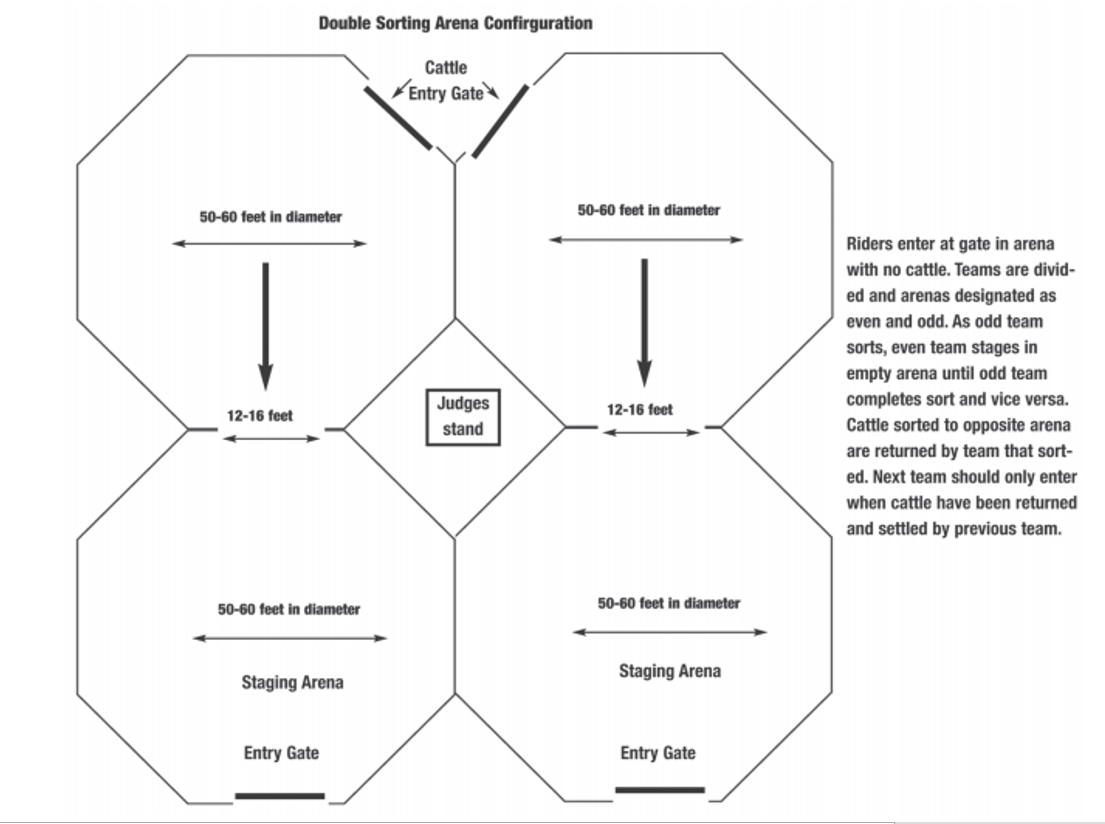 Double Sorting Arena Confirguration
Cattle
Entry Gate
50-60 feet in diameter
50-60 feet in diameter
12-16 feet
12-16 feet
Judges
stand
Riders enter at gate in arena
with no cattle. Teams are divid-
ed and arenas designated as
even and odd. As odd team
sorts, even team stages in
empty arena until odd team
completes sort and vice versa.
Cattle sorted to opposite arena
are returned by team that sort-
ed. Next team should only enter
when cattle have been returned
and settled by previous team.
50-60 feet in diameter
50-60 feet in diameter
Staging Arena
Staging Arena
Entry Gate
Entry Gate